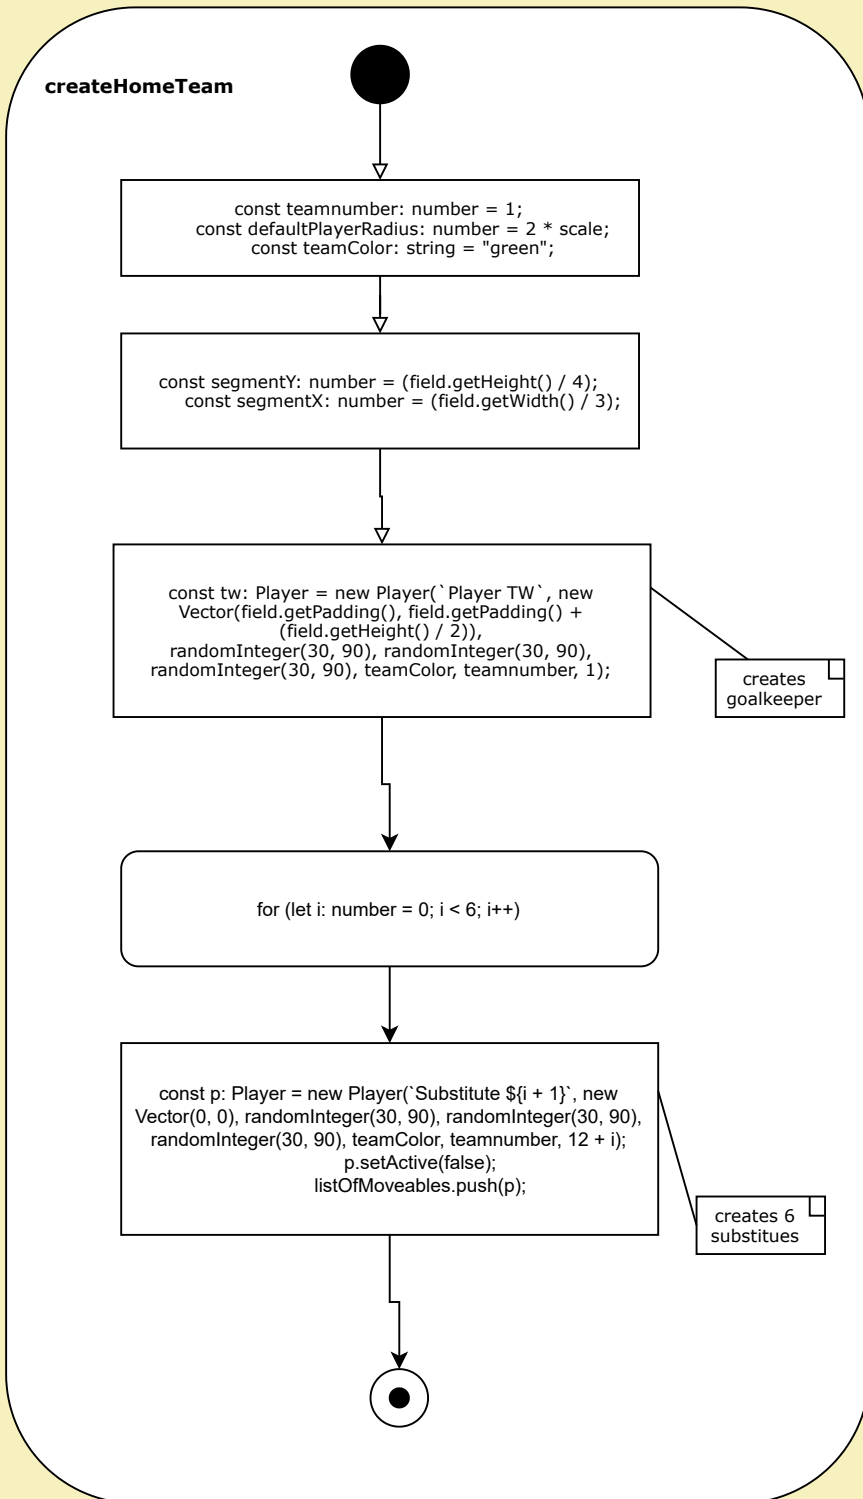 createHomeTeam
const teamnumber: number = 1;
const defaultPlayerRadius: number = 2 * scale;
const teamColor: string = "green";
const segmentY: number = (field.getHeight() / 4);
const segmentX: number = (field.getWidth() / 3);
const tw: Player = new Player(`Player TW`, new
Vector(field.getPadding(), field.getPadding() +
(field.getHeight() / 2)),
randomInteger(30, 90), randomInteger(30, 90),
randomInteger(30, 90), teamColor, teamnumber, 1);
creates
goalkeeper
for (let i: number = 0; i < 6; i++)
const p: Player = new Player(`Substitute ${i + 1}`, new
Vector(0, 0), randomInteger(30, 90), randomInteger(30, 90),
randomInteger(30, 90), teamColor, teamnumber, 12 + i);
p.setActive(false);
listOfMoveables.push(p);
creates 6
substitues